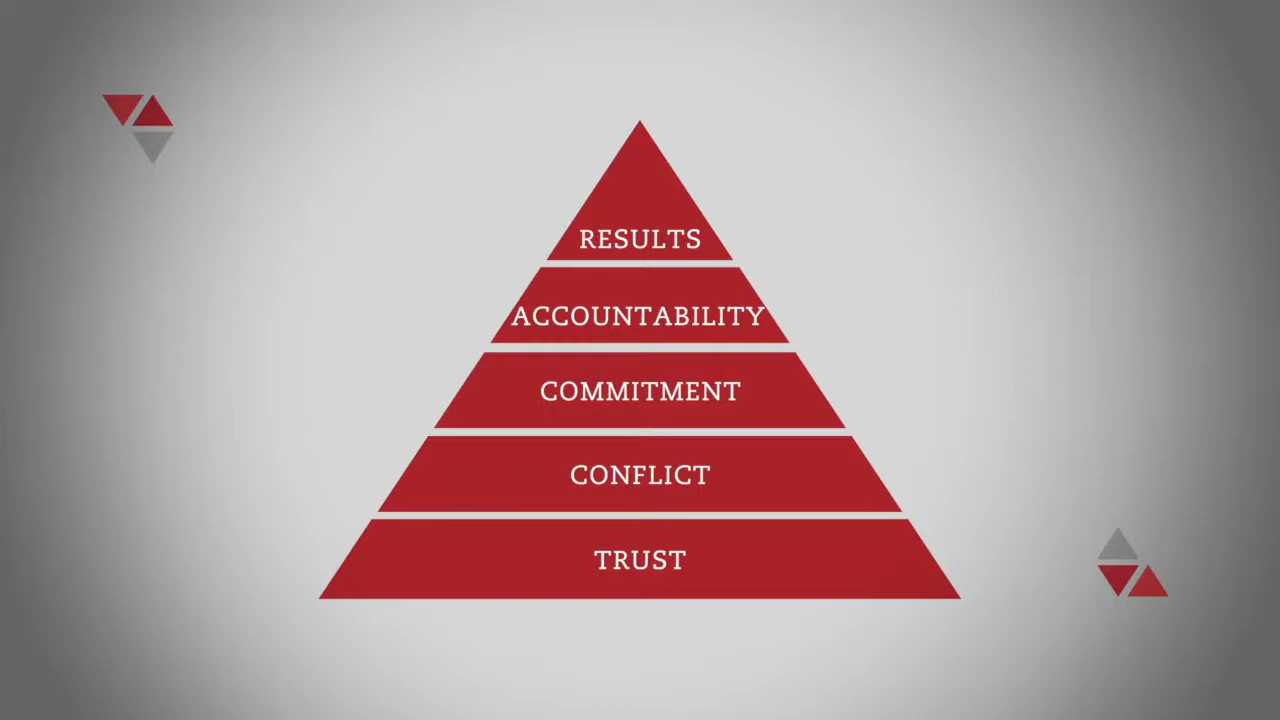 RESULTS
ACCOUNTABILITY
COMMITMENT
CONFLICT
TRUST